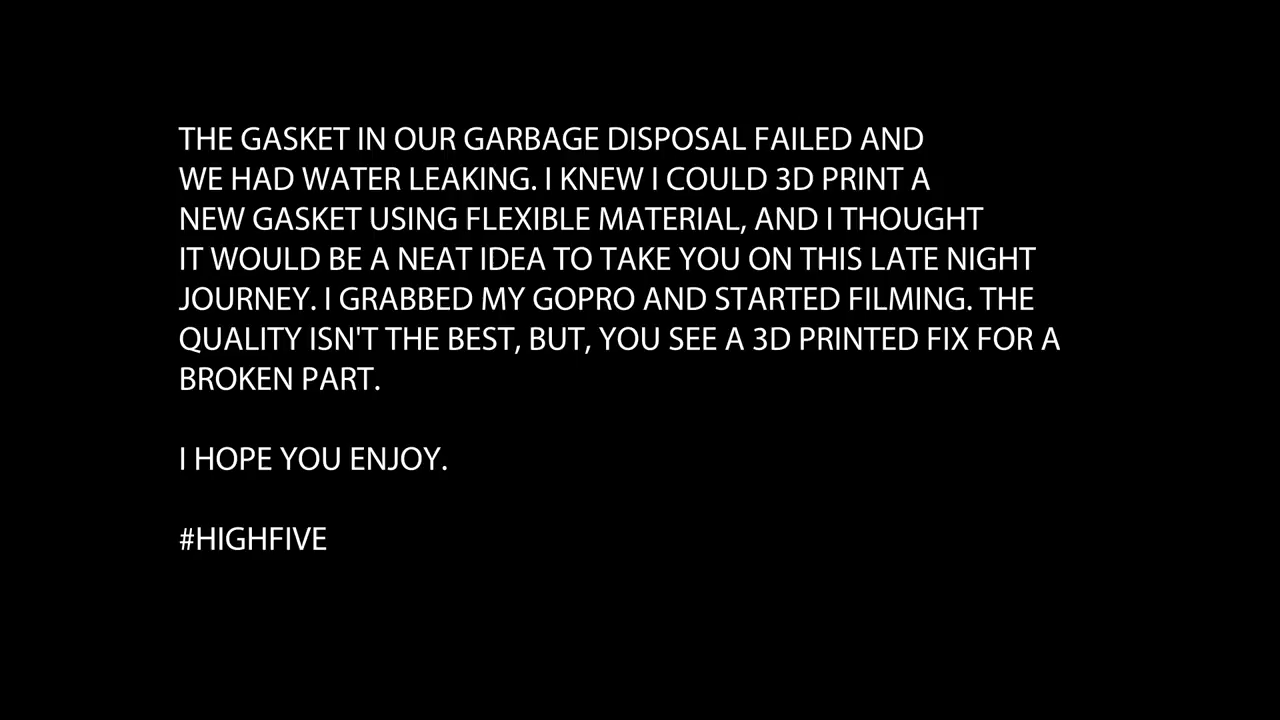 THE GASKET IN OUR GARBAGE DISPOSAL FAILED AND
WE HAD WATER LEAKING. I KNEW I COULD 3D PRINT A
NEW GASKET USING FLEXIBLE MATERIAL, AND I THOUGHT
IT WOULD BE A NEAT IDEA TO TAKE YOU ON THIS LATE NIGHT
JOURNEY. I GRABBED MY GOPRO AND STARTED FILMING. THE
QUALITY ISN'T THE BEST, BUT, YOU SEE A 3D PRINTED FIX FOR A
BROKEN PART.
I HOPE YOU ENJOY.
#HIGHFIVE